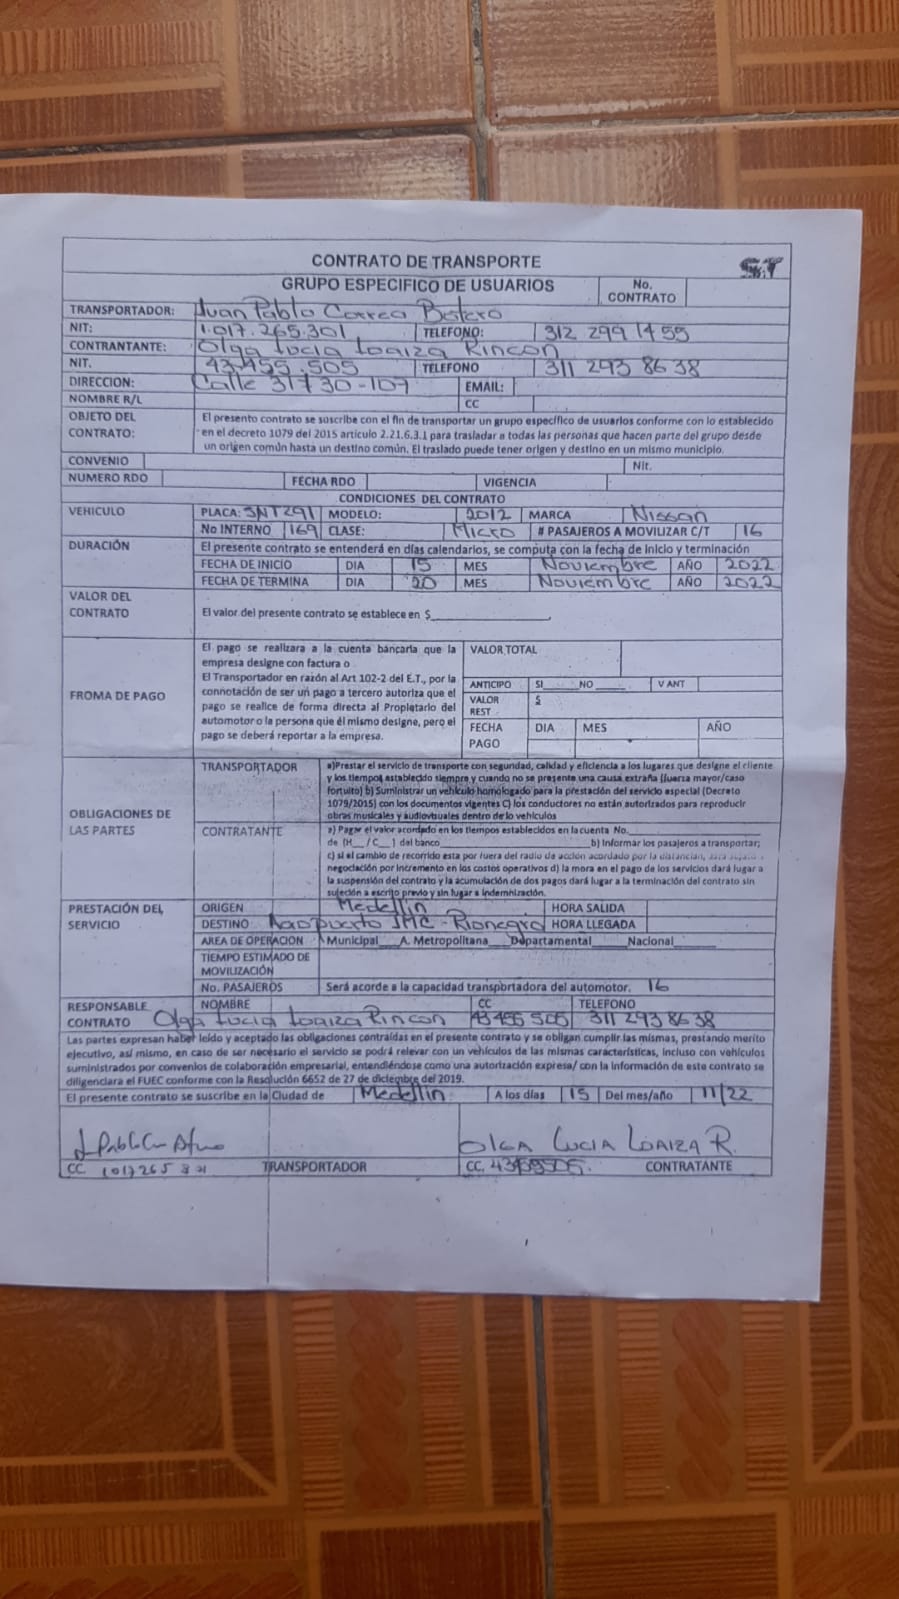 CONTRATO DE TRANSPORTE
ST
GRUPO ESPECIFICO DE USUARIOS No. CONTRATO
TRANSPORTADOR: Juan Pablo Correa Botero
NIT: 1.017.265.301 TELEFONO: 312 299 1455
CONTRANTANTE: Olga Lucia Loaiza Rincon
NIT. 43.455.505 TELEFONO 311 293 86 38
DIRECCION: Calle 31 # 30-107 EMAIL:
NOMBRE R/L CC
OBJETO DEL CONTRATO: El presento contrato se suscribe con el fin de transportar un grupo específico de usuarios conforme con lo establecido
en el decreto 1079 del 2015 articulo 2.21.6.3.1 para trasladar a todas las personas que hacen parte del grupo desde
un origen común hasta un destino común. El traslado puede tener origen y destino en un mismo municipio.
CONVENIO Nit.
NUMERO RDO FECHA RDO VIGENCIA
CONDICIONES DEL CONTRATO
VEHICULO PLACA: SNT291 MODELO: 2012 MARCA Nissan
No INTERNO 169 CLASE: Micro # PASAJEROS A MOVILIZAR C/T 16
DURACIÓN El presente contrato se entenderá en días calendarios, se computa con la fecha de inicio y terminación
FECHA DE INICIO DIA 15 MES Noviembre AÑO 2022
FECHA DE TERMINA DIA 20 MES Noviembre AÑO 2022
VALOR DEL CONTRATO El valor del presente contrato se establece en $
FROMA DE PAGO
El pago se realizara a la cuenta bancaria que la
empresa designe con factura o
El Transportador en razón al Art 102-2 del E.T., por la
connotación de ser un pago a tercero autoriza que el
pago se realice de forma directa al Propietario del
automotor o la persona que él mismo designe, pero el
pago se deberá reportar a la empresa.
VALOR TOTAL
ANTICIPO SI NO V ANT
VALOR REST $
FECHA PAGO DIA MES AÑO
OBLIGACIONES DE LAS PARTES
TRANSPORTADOR a)Prestar el servicio de transporte con seguridad, calidad y eficiencia a los lugares que designe el cliente
y los tiempos establecido siempre y cuando no se presente una causa extraña (fuerza mayor/caso
fortuito) b) Suministrar un vehículo homologado para la prestación del servicio especial (Decreto
1079/2015) con los documentos vigentes C) los conductores no están autorizados para reproducir
obras musicales y audiovisuales dentro de lo vehículos
CONTRATANTE a) Pagar el valor acordado en los tiempos establecidos en la cuenta No.
de (H__/C__) del banco b) Informar los pasajeros a transportar;
c) si el cambio de recorrido esta por fuera del radio de acción acordado por la distancian,
negociación por incremento en los costos operativos d) la mora en el pago de los servicios dará lugar a
la suspensión del contrato y la acumulación de dos pagos dará lugar a la terminación del contrato sin
sujeción a escrito previo y sin lugar a indemnización.
PRESTACIÓN DEL SERVICIO
ORIGEN Medellin HORA SALIDA
DESTINO Aeropuerto JMC - Rionegro HORA LLEGADA
AREA DE OPERACION Municipal A. Metropolitana Departamental Nacional
TIEMPO ESTIMADO DE MOVILIZACIÓN
No. PASAJEROS Será acorde a la capacidad transportadora del automotor. 16
RESPONSABLE CONTRATO NOMBRE CC TELEFONO
Olga Lucia Loaiza Rincon 43 455 505 311 293 86 38
Las partes expresan haber leído y aceptado las obligaciones contraídas en el presente contrato y se obligan cumplir las mismas, prestando merito
ejecutivo, así mismo, en caso de ser necesario el servicio se podrá relevar con un vehículos de las mismas características, incluso con vehículos
suministrados por convenios de colaboración empresarial, entendiéndose como una autorización expresa/ con la información de este contrato se
diligenciara el FUEC conforme con la Resolución 6652 de 27 de diciembre del 2019.
El presente contrato se suscribe en la Ciudad de Medellin A los días 15 Del mes/año 11/22
OLGA LUCIA LOAIZA R.
CC TRANSPORTADOR CC. 43455505. CONTRATANTE